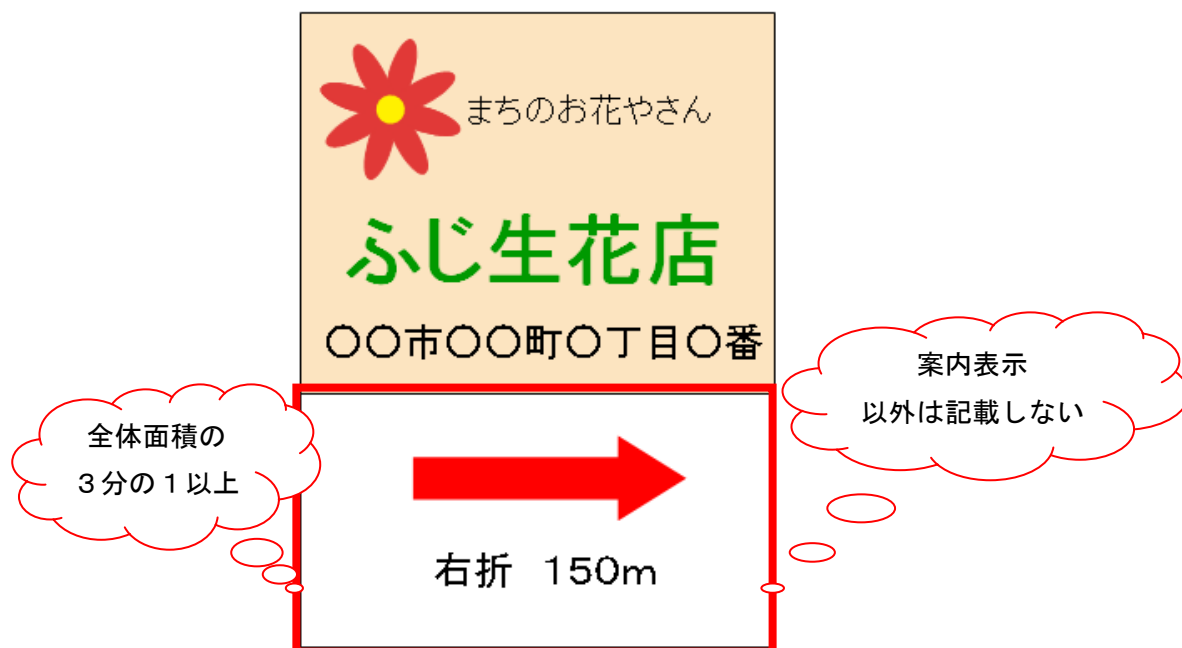 まちのお花やさん
ふじ生花店
〇〇市〇〇町〇丁目〇番
案内表示
以外は記載しない
全体面積の
３分の１以上
右折　150m